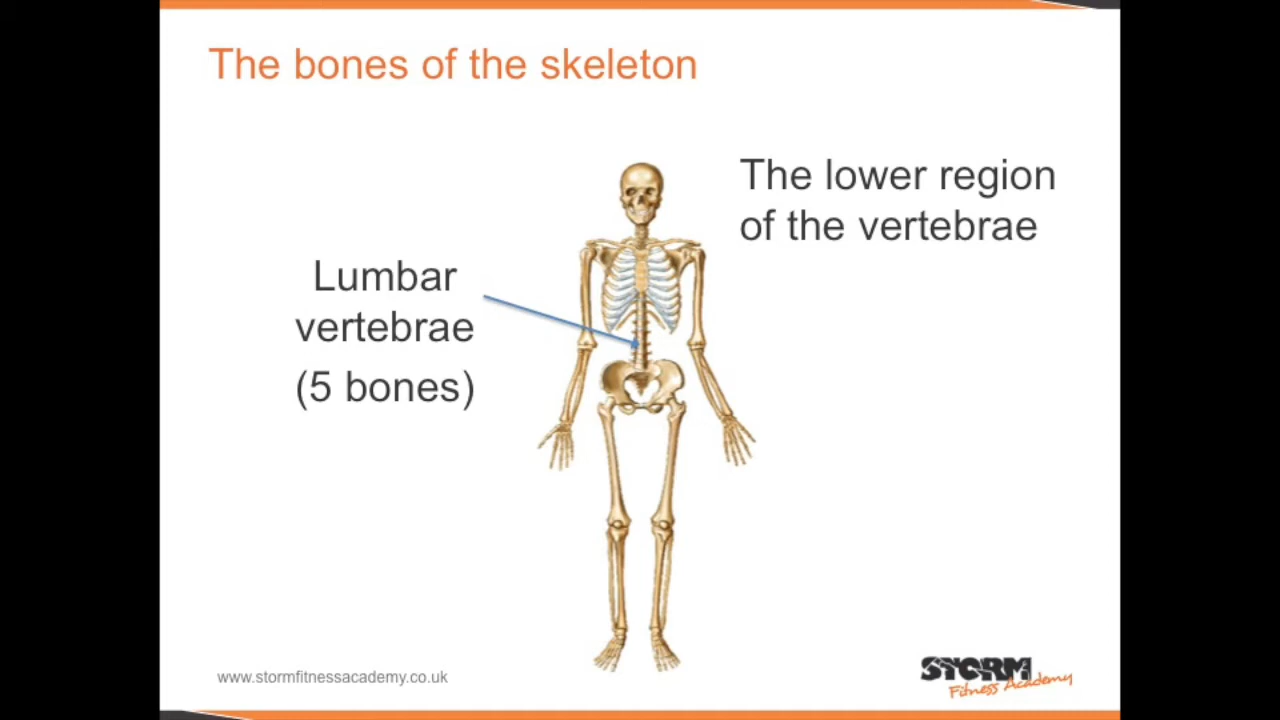 The bones of the skeleton
The lower region
of the vertebrae
Lumbar
vertebrae
(5 bones)
www.stormfitnessacademy.co.uk
STORM
Fitness Academy